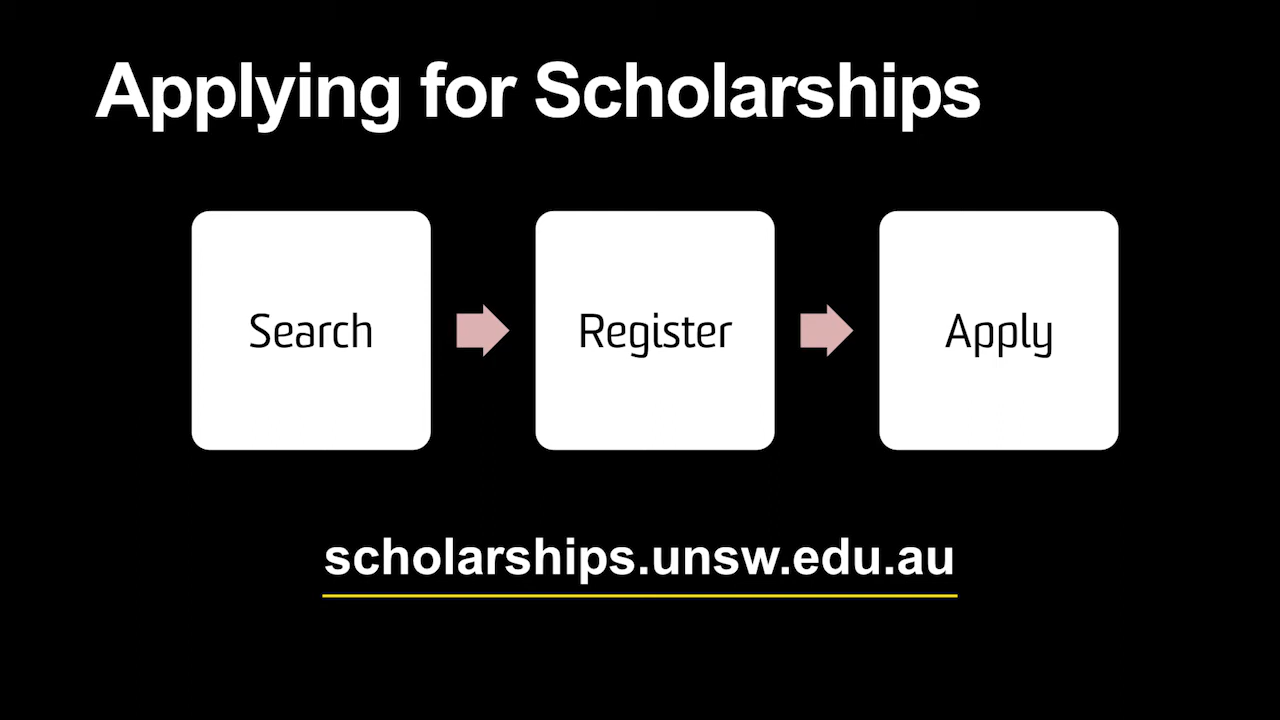 Applying for Scholarships
Search
Register
Apply
scholarships.unsw.edu.au